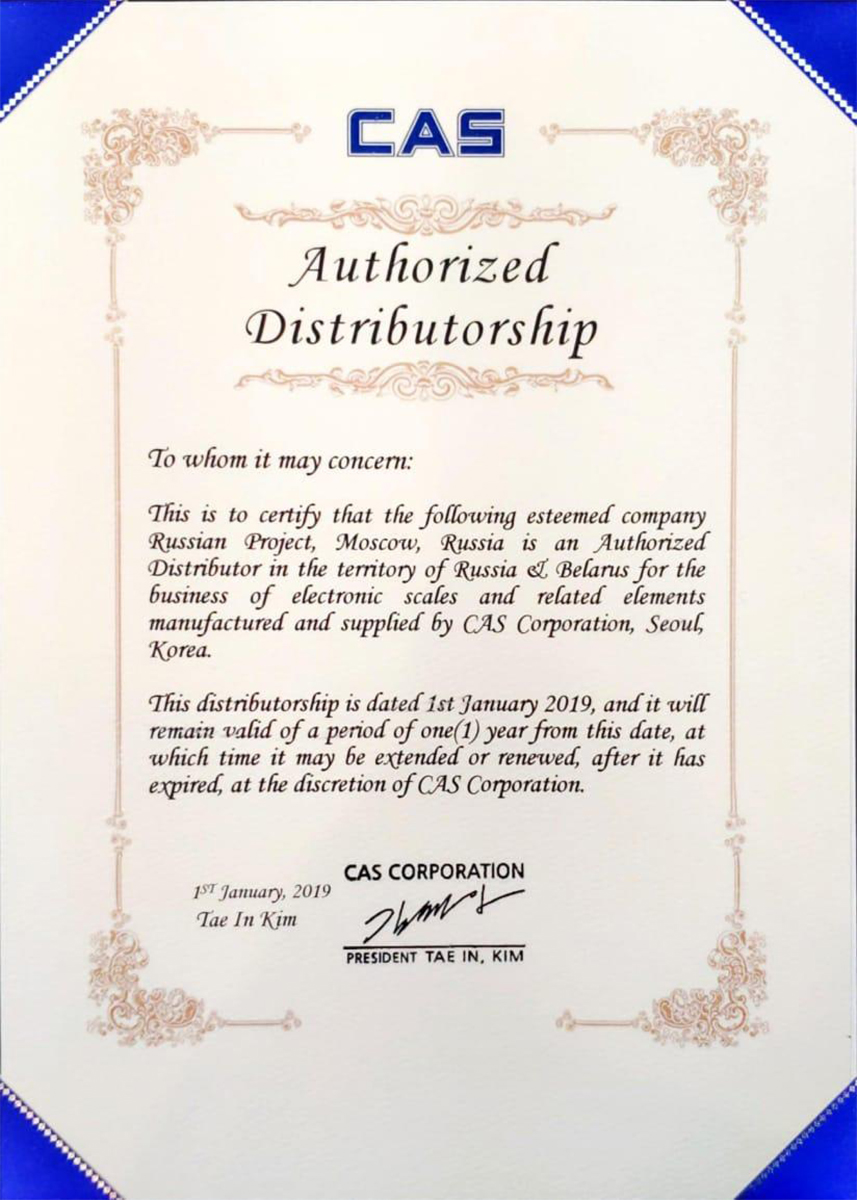 CAS
Authorized
Distributorship
To whom it may concern:
This is to certify that the following esteemed company
Russian Project, Moscow, Russia is an Authorized
Distributor in the territory of Russia & Belarus for the
business of electronic scales and related elements
manufactured and supplied by CAS Corporation, Seoul,
Korea.
This distributorship is dated 1st January 2019, and it will
remain valid of a period of one(1) year from this date, at
which time it may be extended or renewed, after it has
expired, at the discretion of CAS Corporation.
CAS CORPORATION
1ST January, 2019
Tae In Kim
PRESIDENT TAE IN, KIM